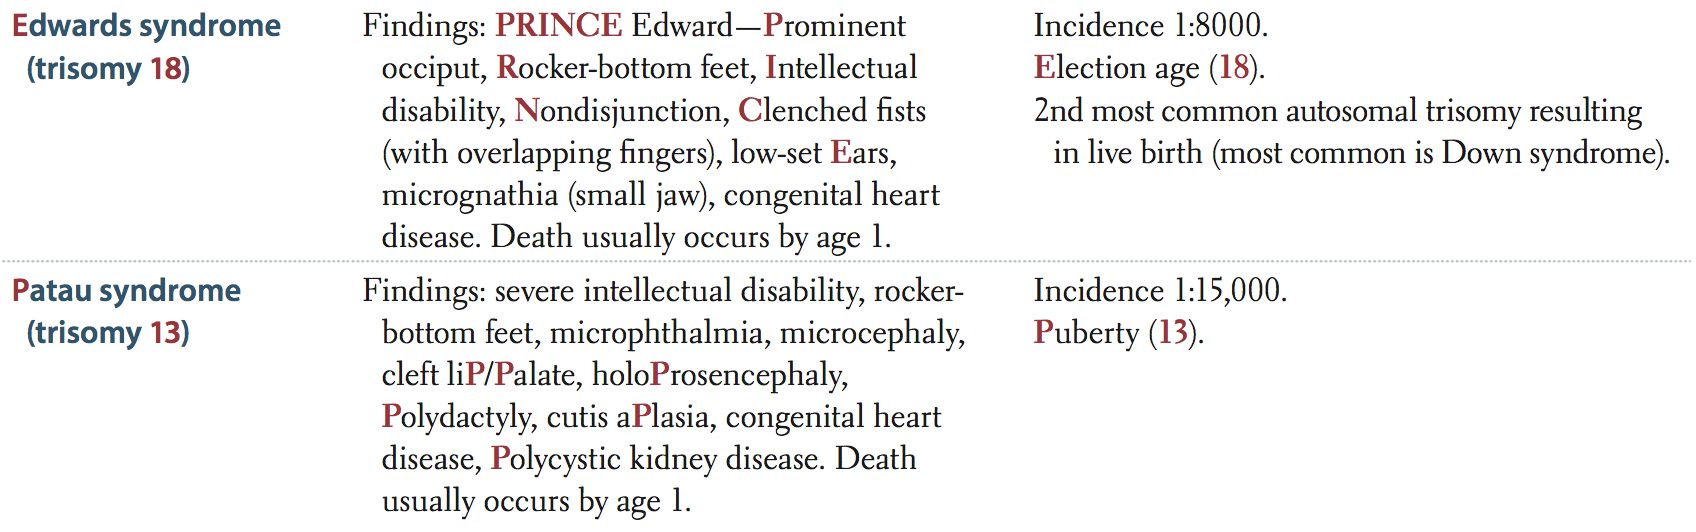 Edwards syndrome
(trisomy 18)
Findings: PRINCE Edward—Prominent
occiput, Rocker-bottom feet, Intellectual
disability, Nondisjunction, Clenched fists
(with overlapping fingers), low-set Ears,
micrognathia (small jaw), congenital heart
disease. Death usually occurs by age 1.
Incidence 1:8000.
Election age (18).
2nd most common autosomal trisomy resulting
in live birth (most common is Down syndrome).
Patau syndrome
(trisomy 13)
Findings: severe intellectual disability, rocker-
bottom feet, microphthalmia, microcephaly,
cleft liP/Palate, holoProsencephaly,
Polydactyly, cutis aPlasia, congenital heart
disease, Polycystic kidney disease. Death
usually occurs by age 1.
Incidence 1:15,000.
Puberty (13).